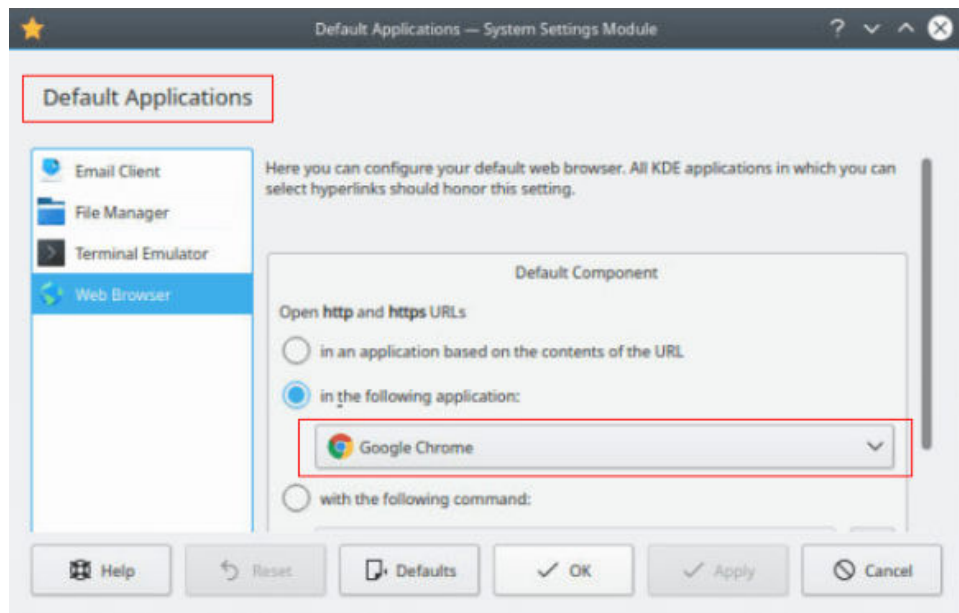 Default Applications — System Settings Module
Default Applications
Email Client
File Manager
Terminal Emulator
Web Browser
Here you can configure your default web browser. All KDE applications in which you can
select hyperlinks should honor this setting.
Default Component
Open http and https URLs
in an application based on the contents of the URL
in the following application:
Google Chrome
with the following command:
Help
Reset
Defaults
OK
Apply
Cancel